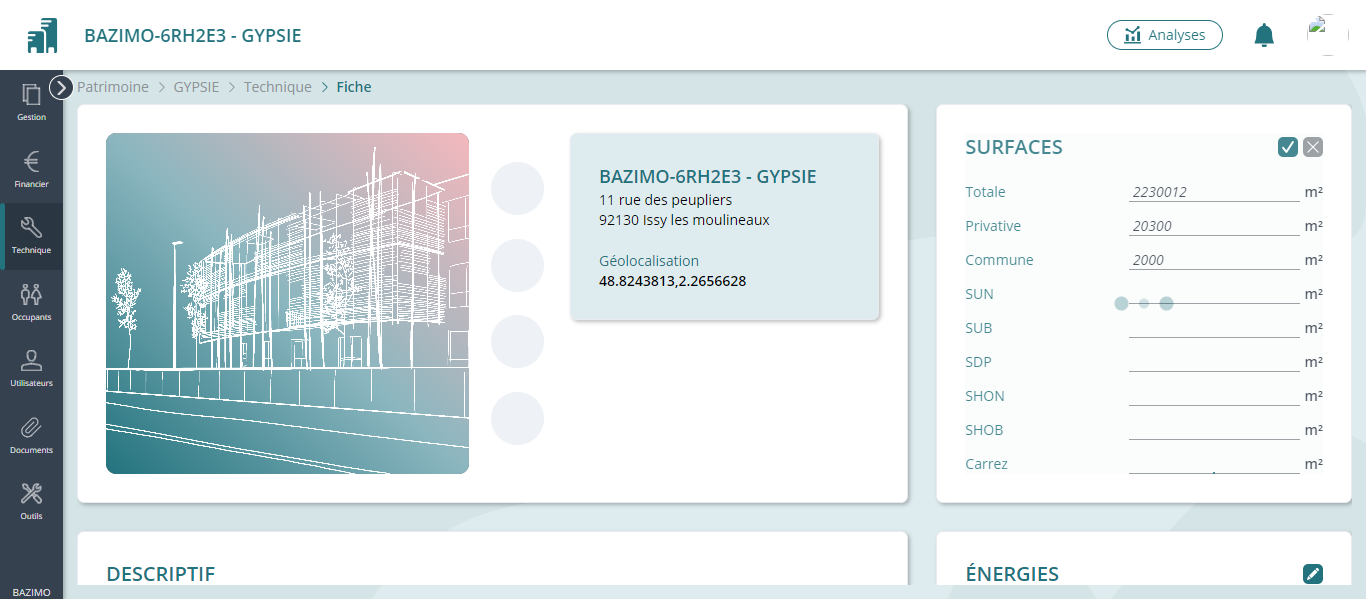 BAZIMO-6RH2E3 - GYPSIE
Analyses
Patrimoine > GYPSIE > Technique > Fiche
Gestion
Financier
Technique
Occupants
Utilisateurs
Documents
Outils
BAZIMO
BAZIMO-6RH2E3 - GYPSIE
11 rue des peupliers
92130 Issy les moulineaux
Géolocalisation
48.8243813,2.2656628
SURFACES
Totale 2230012 m²
Privative 20300 m²
Commune 2000 m²
SUN m²
SUB m²
SDP m²
SHON m²
SHOB m²
Carrez m²
DESCRIPTIF
ÉNERGIES